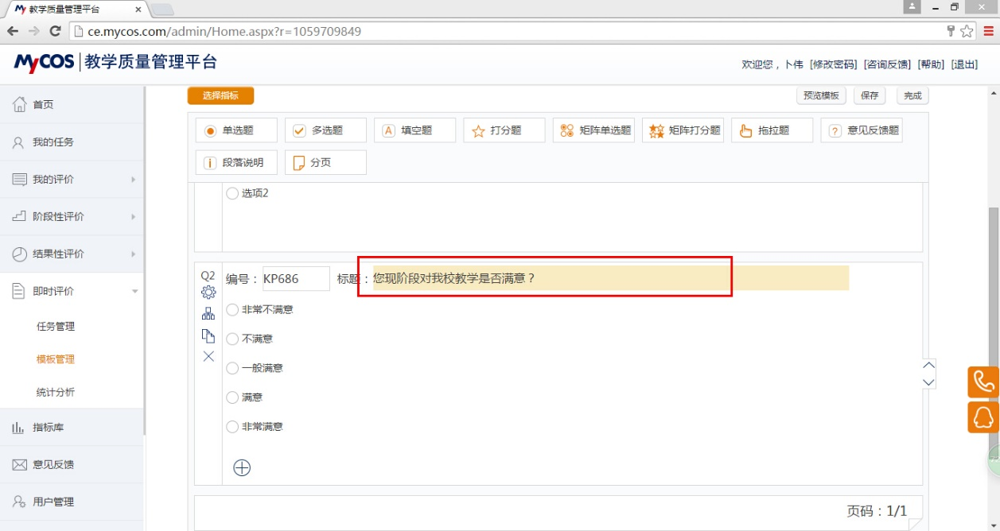 My 教学质量管理平台
ce.mycos.com/admin/Home.aspx?r=1059709849
MyCOS 教学质量管理平台
欢迎您，卜伟 [修改密码] [咨询反馈] [帮助] [退出]
首页
我的任务
我的评价
阶段性评价
结果性评价
即时评价
任务管理
模板管理
统计分析
指标库
意见反馈
用户管理
选择指标
预览模板 保存 完成
单选题 多选题 A 填空题 打分题 矩阵单选题 矩阵打分题 拖拉题 ? 意见反馈题
i 段落说明 分页
选项2
Q2 编号：KP686 标题：您现阶段对我校教学是否满意？
非常不满意
不满意
一般满意
满意
非常满意
页码：1/1